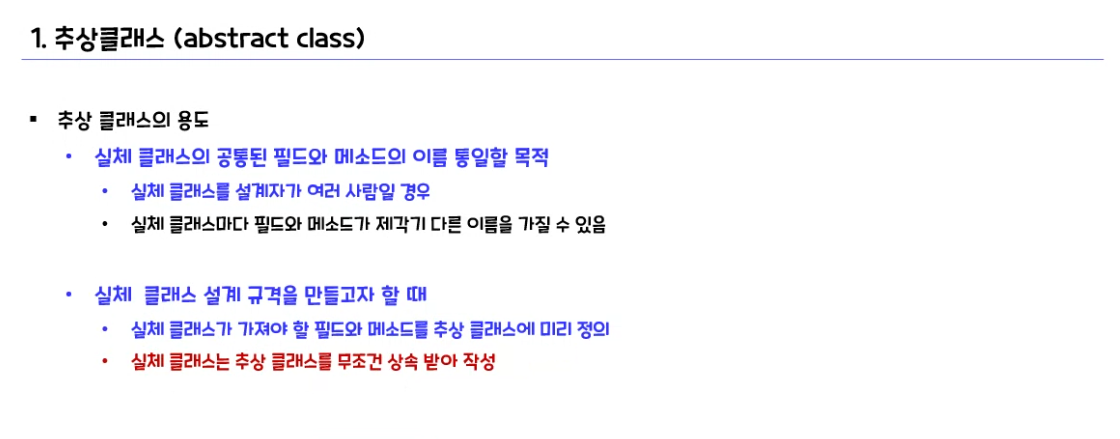 1. 추상클래스 (abstract class)
▪ 추상 클래스의 용도
• 실체 클래스의 공통된 필드와 메소드의 이름 통일할 목적
• 실체 클래스를 설계자가 여러 사람일 경우
• 실체 클래스마다 필드와 메소드가 제각기 다른 이름을 가질 수 있음
• 실체 클래스 설계 규격을 만들고자 할 때
• 실체 클래스가 가져야 할 필드와 메소드를 추상 클래스에 미리 정의
• 실체 클래스는 추상 클래스를 무조건 상속 받아 작성